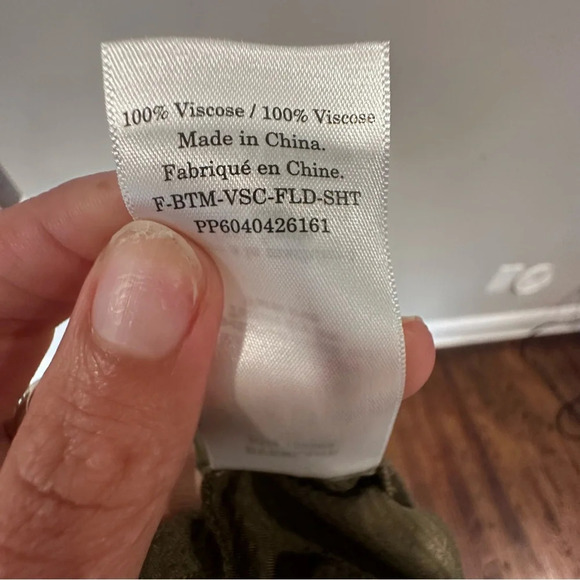 100% Viscose / 100% Viscose
Made in China.
Fabriqué en Chine.
F-BTM-VSC-FLD-SHT
PP6040426161